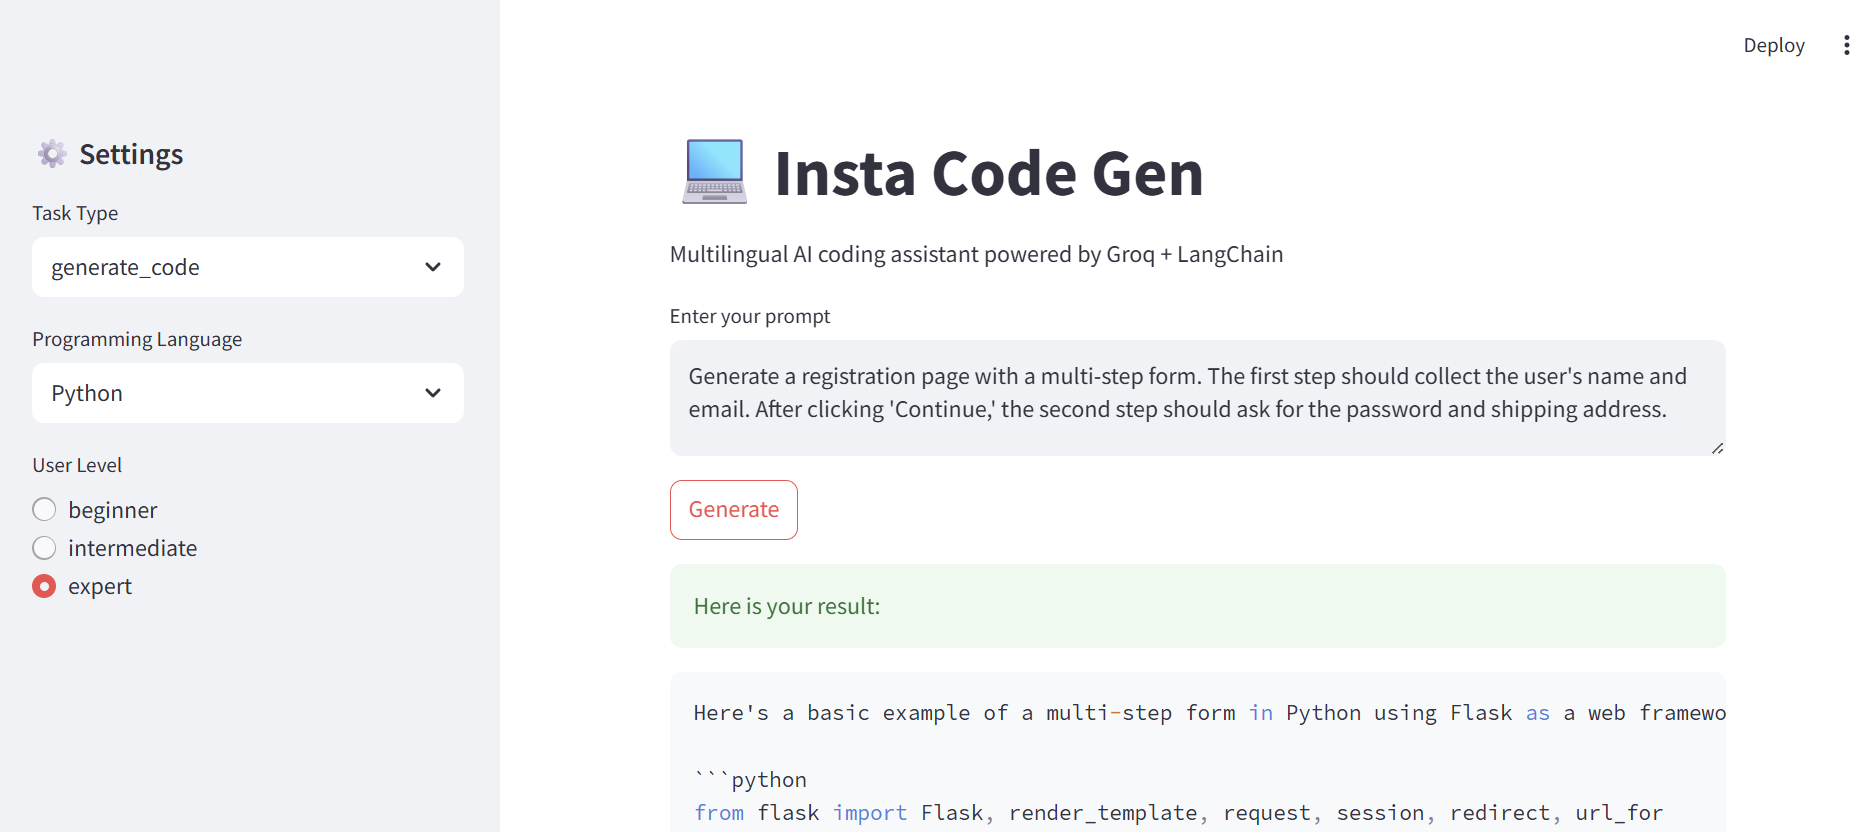 Deploy
Settings
Task Type
generate_code
Programming Language
Python
User Level
beginner
intermediate
expert
Insta Code Gen
Multilingual AI coding assistant powered by Groq + LangChain
Enter your prompt
Generate a registration page with a multi-step form. The first step should collect the user's name and
email. After clicking 'Continue,' the second step should ask for the password and shipping address.
Generate
Here is your result:
Here's a basic example of a multi-step form in Python using Flask as a web framewo
```python
from flask import Flask, render_template, request, session, redirect, url_for